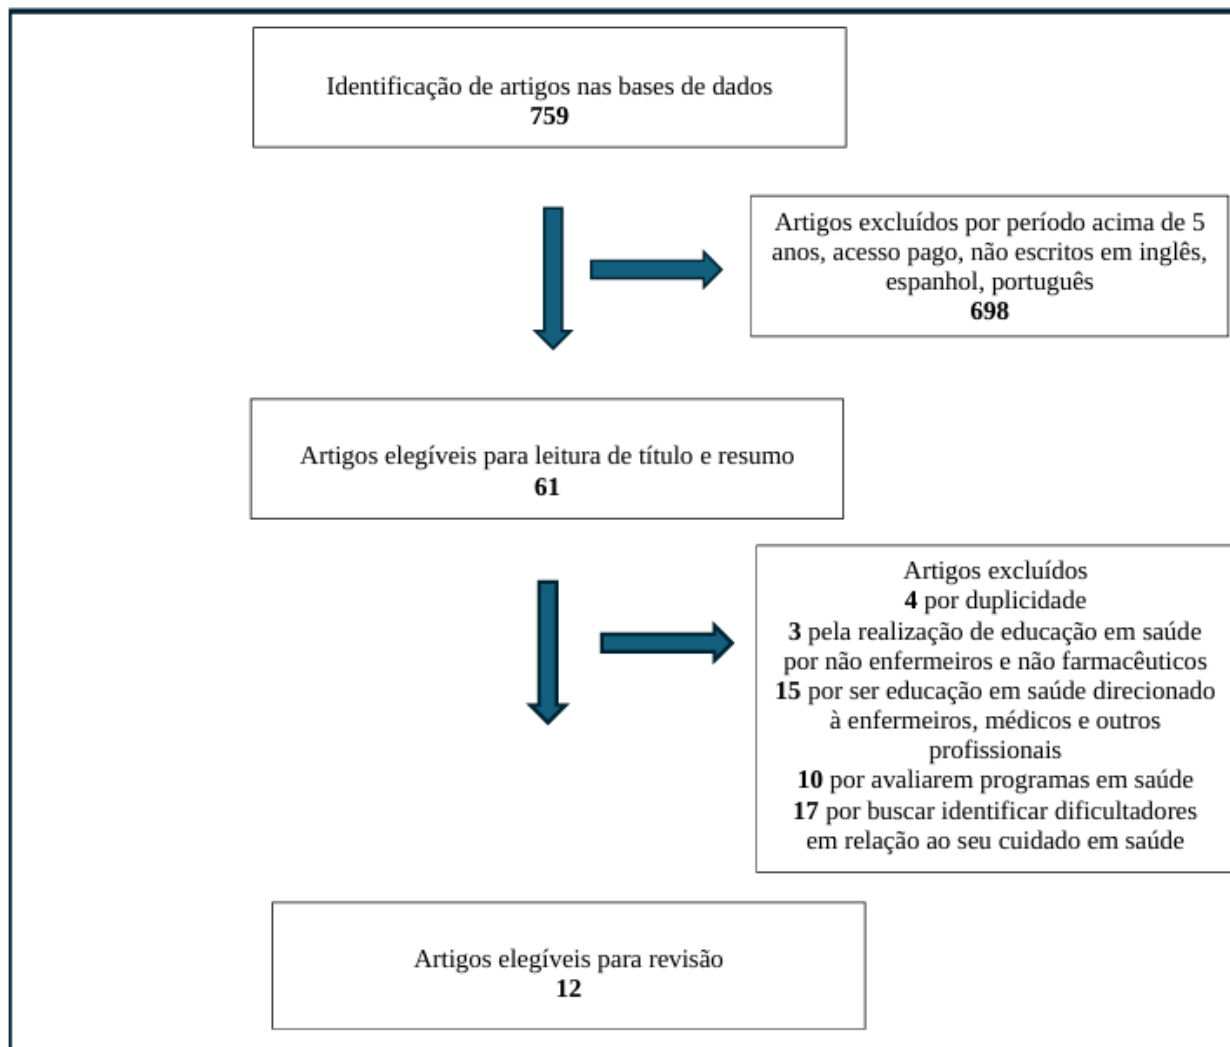 Identificação de artigos nas bases de dados
759
Artigos excluídos por período acima de 5
anos, acesso pago, não escritos em inglês,
espanhol, português
698
Artigos elegíveis para leitura de título e resumo
61
Artigos excluídos
4 por duplicidade
3 pela realização de educação em saúde
por não enfermeiros e não farmacêuticos
15 por ser educação em saúde direcionado
à enfermeiros, médicos e outros
profissionais
10 por avaliarem programas em saúde
17 por buscar identificar dificultadores
em relação ao seu cuidado em saúde
Artigos elegíveis para revisão
12